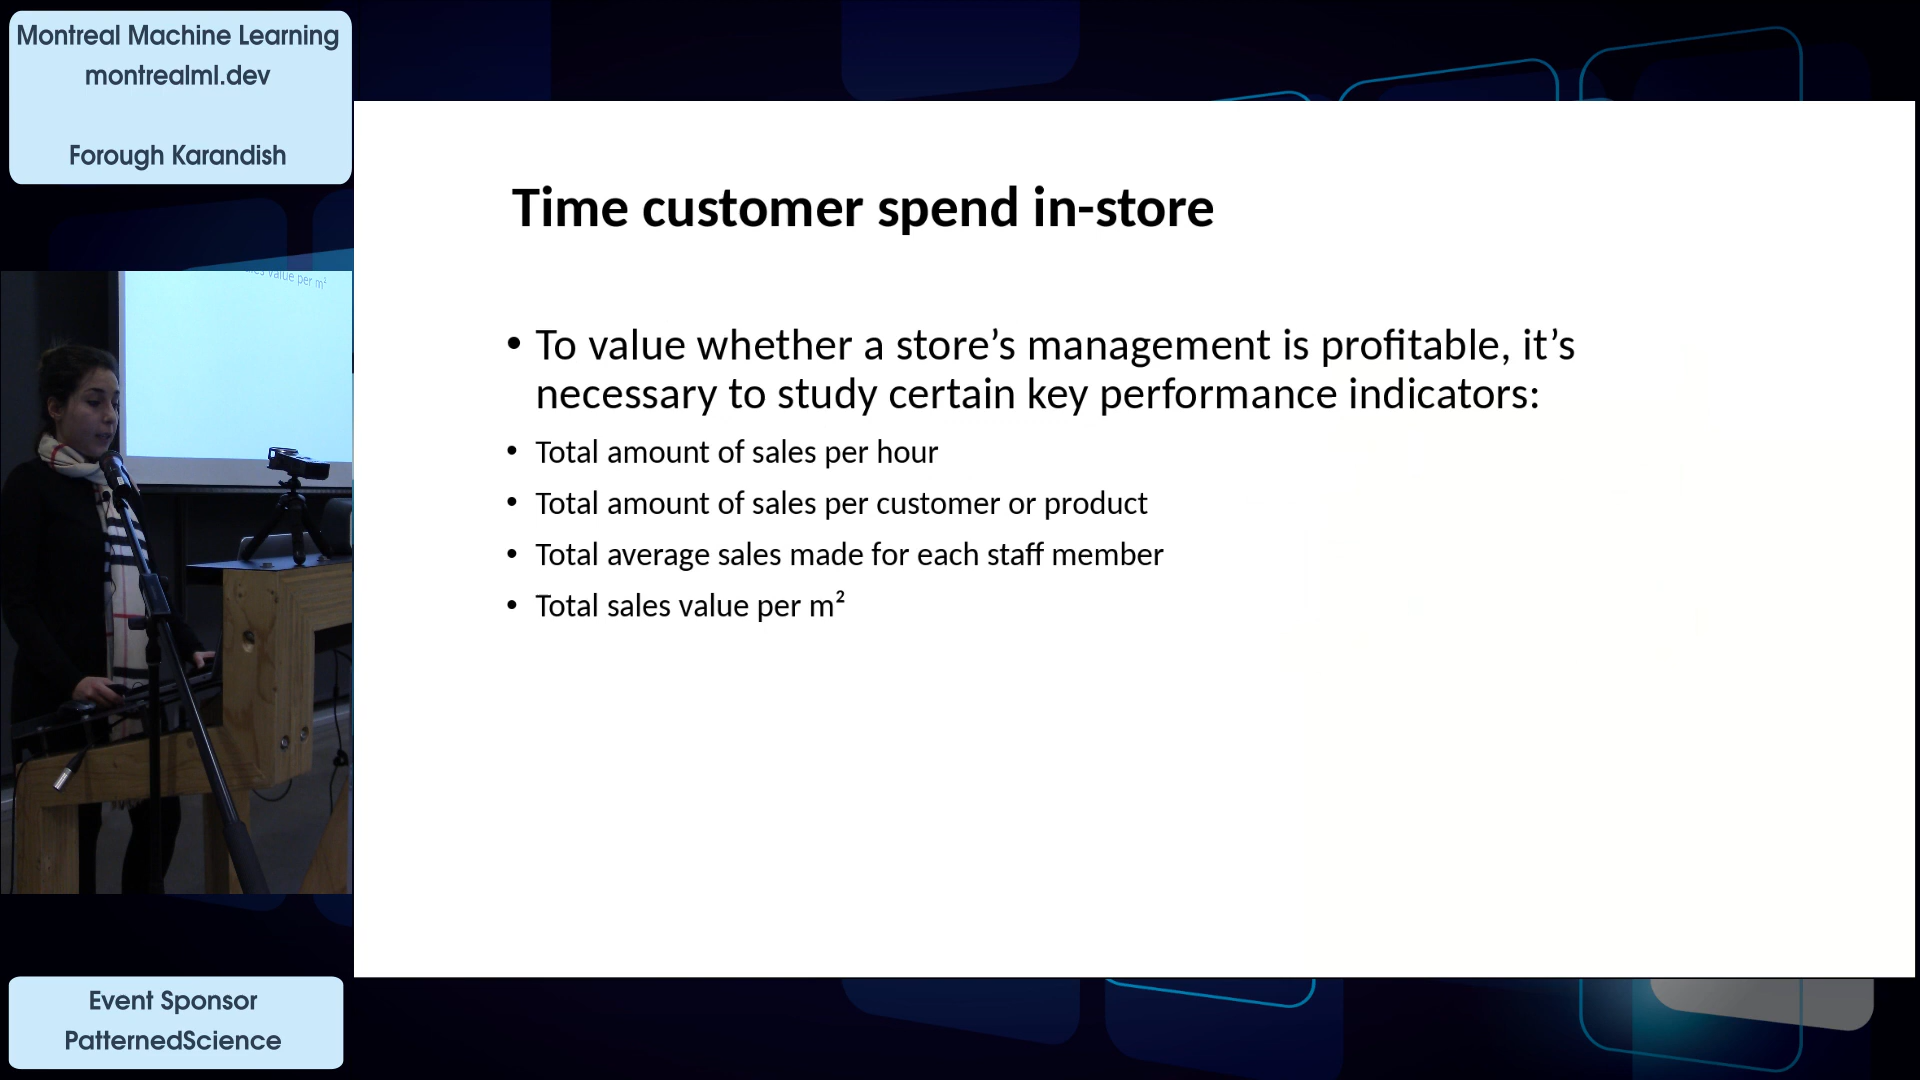 Montreal Machine Learning
montrealml.dev
Forough Karandish
Time customer spend in-store
• To value whether a store’s management is profitable, it’s
necessary to study certain key performance indicators:
• Total amount of sales per hour
• Total amount of sales per customer or product
• Total average sales made for each staff member
• Total sales value per m²
value per m²
Event Sponsor
PatternedScience